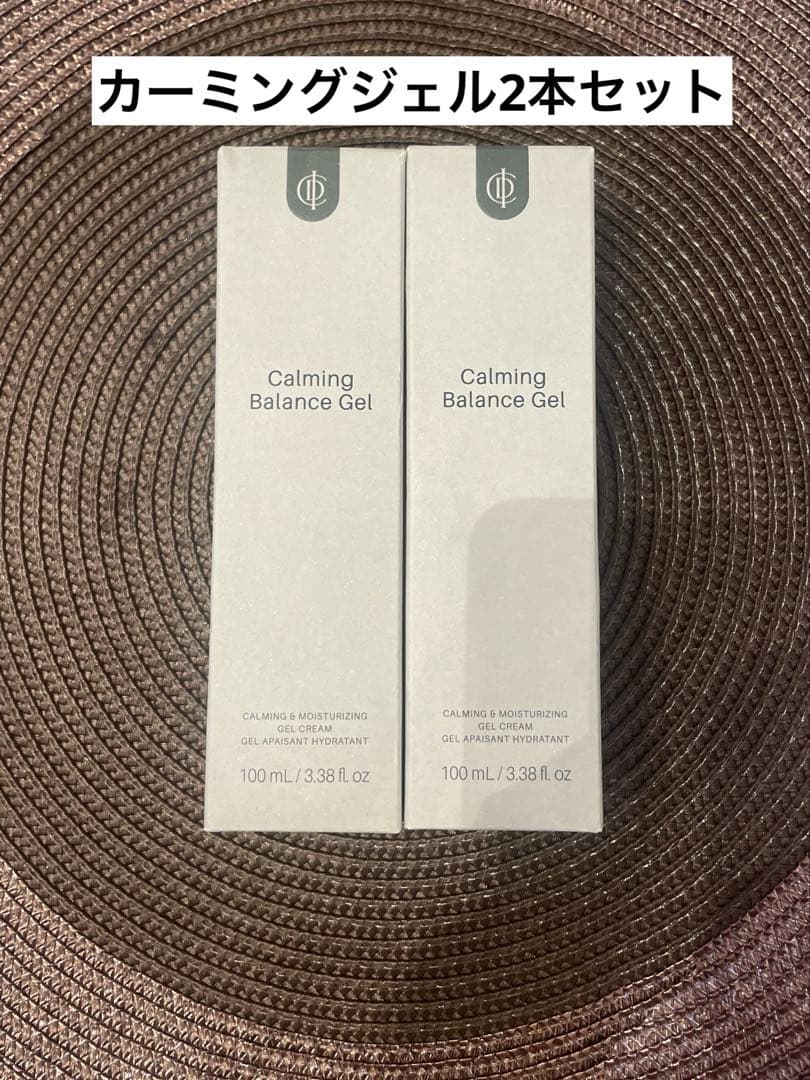 カーミングジェル2本セット
Calming
Balance Gel
CALMING & MOISTURIZING
GEL CREAM
GEL APAISANT HYDRATANT
100 mL / 3.38 fl. oz
Calming
Balance Gel
CALMING & MOISTURIZING
GEL CREAM
GEL APAISANT HYDRATANT
100 mL / 3.38 fl. oz